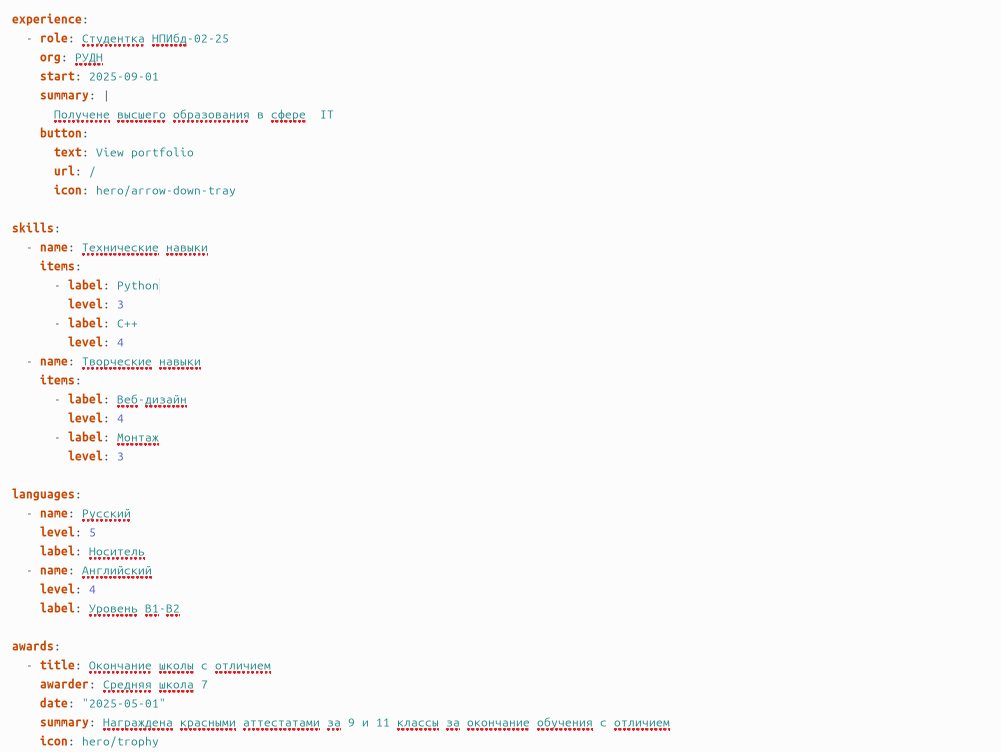 experience:
  - role: Студентка НПИбд-02-25
    org: РУДН
    start: 2025-09-01
    summary: |
      Получене высшего образования в сфере  IT
    button:
      text: View portfolio
      url: /
      icon: hero/arrow-down-tray

skills:
  - name: Технические навыки
    items:
      - label: Python
        level: 3
      - label: C++
        level: 4
  - name: Творческие навыки
    items:
      - label: Веб-дизайн
        level: 4
      - label: Монтаж
        level: 3

languages:
  - name: Русский
    level: 5
    label: Носитель
  - name: Английский
    level: 4
    label: Уровень B1-B2

awards:
  - title: Окончание школы с отличием
    awarder: Средняя школа 7
    date: "2025-05-01"
    summary: Награждена красными аттестатами за 9 и 11 классы за окончание обучения с отличием
    icon: hero/trophy